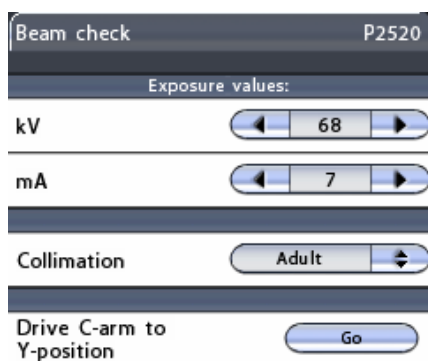 Beam check P2520
Exposure values:
kV 68
mA 7
Collimation Adult
Drive C-arm to
Y-position Go